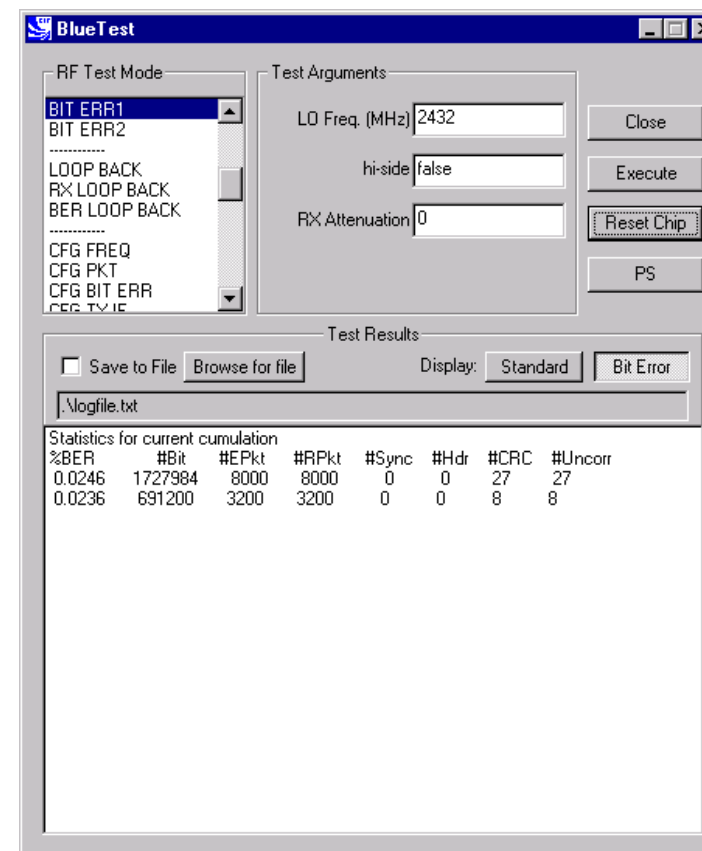 BlueTest
RF Test Mode
BIT ERR1
BIT ERR2
------------
LOOP BACK
RX LOOP BACK
BER LOOP BACK
------------
CFG FREQ
CFG PKT
CFG BIT ERR
CFG TX IF
Test Arguments
LO Freq. (MHz) 2432
hi-side false
RX Attenuation 0
Close
Execute
Reset Chip
PS
Test Results
Save to File Browse for file Display: Standard Bit Error
.\logfile.txt
Statistics for current cumulation
%BER #Bit #EPkt #RPkt #Sync #Hdr #CRC #Uncorr
0.0246 1727984 8000 8000 0 0 27 27
0.0236 691200 3200 3200 0 0 8 8